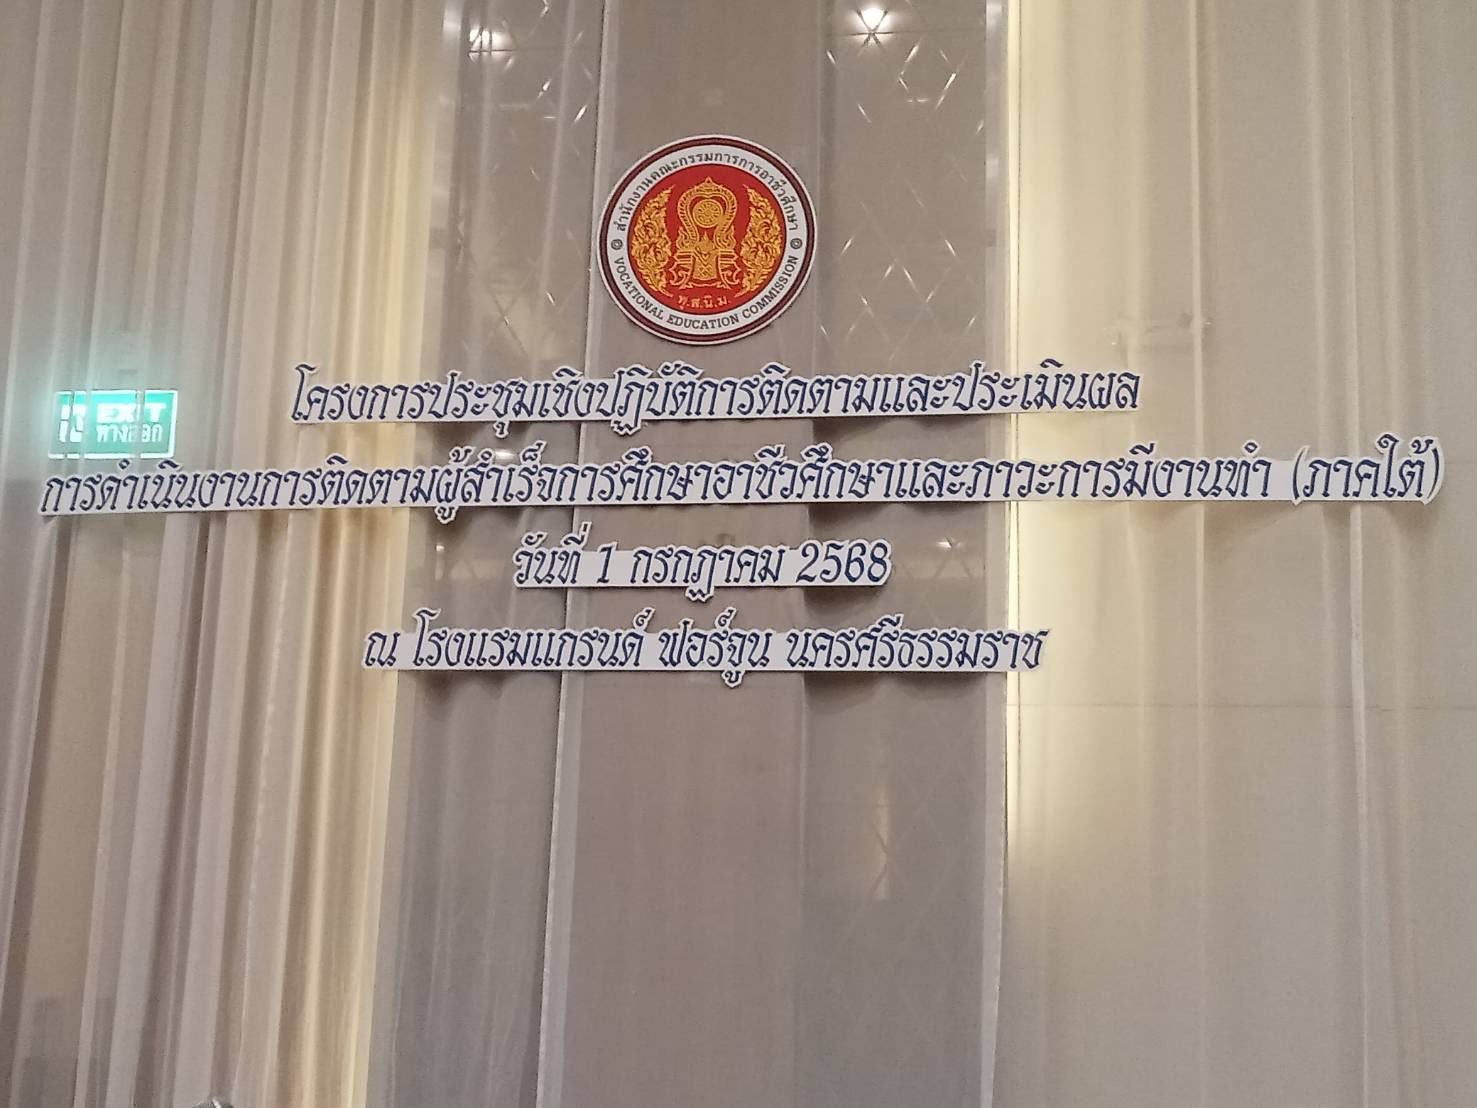 สำนักงานคณะกรรมการการอาชีวศึกษา
ทุ.ส.นิ.ม.
VOCATIONAL EDUCATION COMMISSION
โครงการประชุมเชิงปฏิบัติการติดตามและประเมินผล
EXIT
ทางออก
การดำเนินงานการติดตามผู้สำเร็จการศึกษาอาชีวศึกษาและภาวะการมีงานทำ (ภาคใต้)
วันที่ 1 กรกฎาคม 2568
ณ โรงแรมแกรนด์ ฟอร์จูน นครศรีธรรมราช